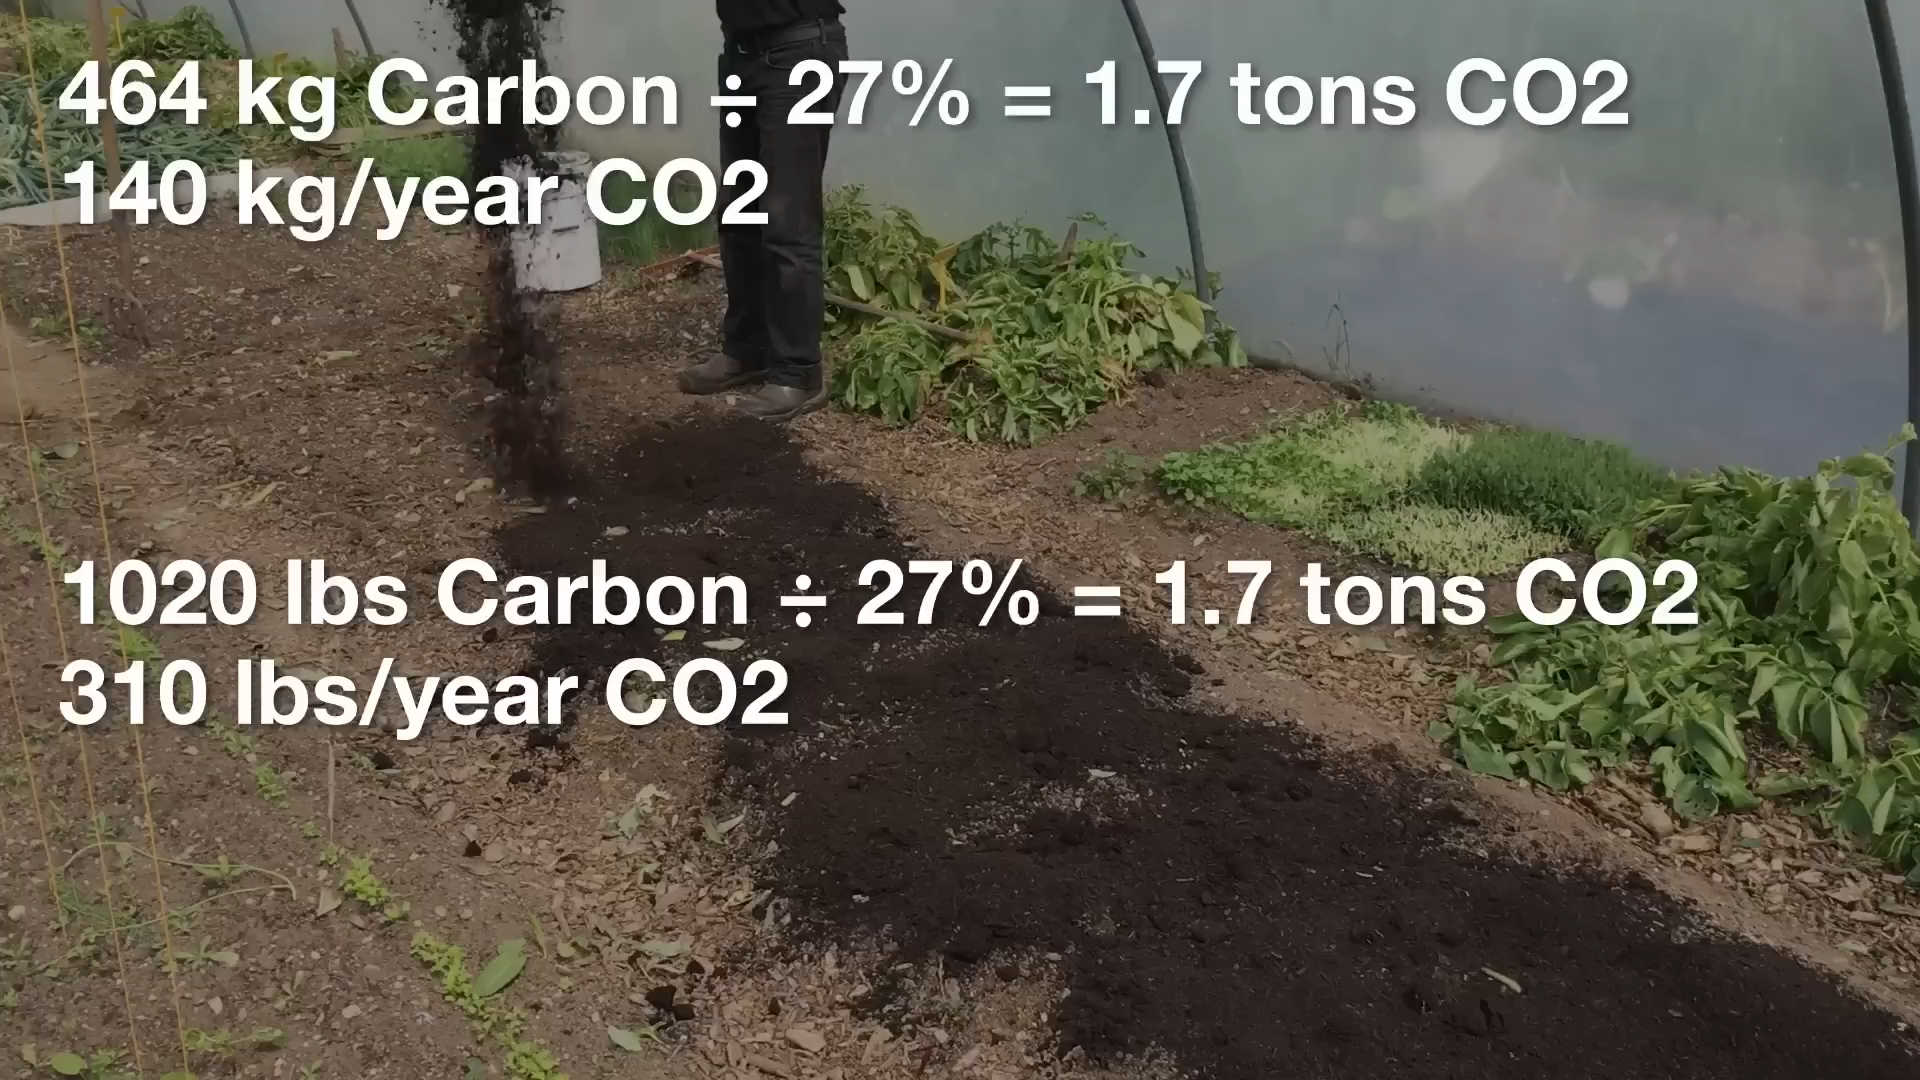 464 kg Carbon ÷ 27% = 1.7 tons CO2
140 kg/year CO2
1020 lbs Carbon ÷ 27% = 1.7 tons CO2
310 lbs/year CO2